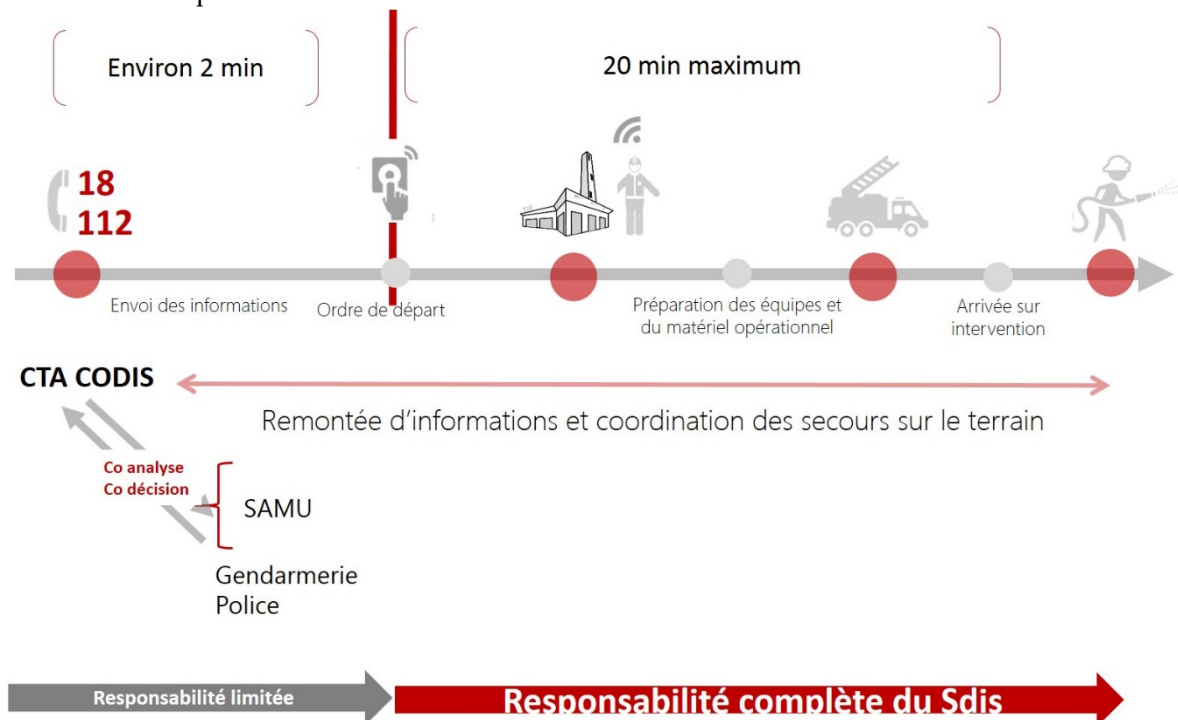 Environ 2 min
20 min maximum
18
112
Envoi des informations
Ordre de départ
Préparation des équipes et
du matériel opérationnel
Arrivée sur
intervention
CTA CODIS
Remontée d'informations et coordination des secours sur le terrain
Co analyse
Co décision
SAMU
Gendarmerie
Police
Responsabilité limitée
Responsabilité complète du Sdis